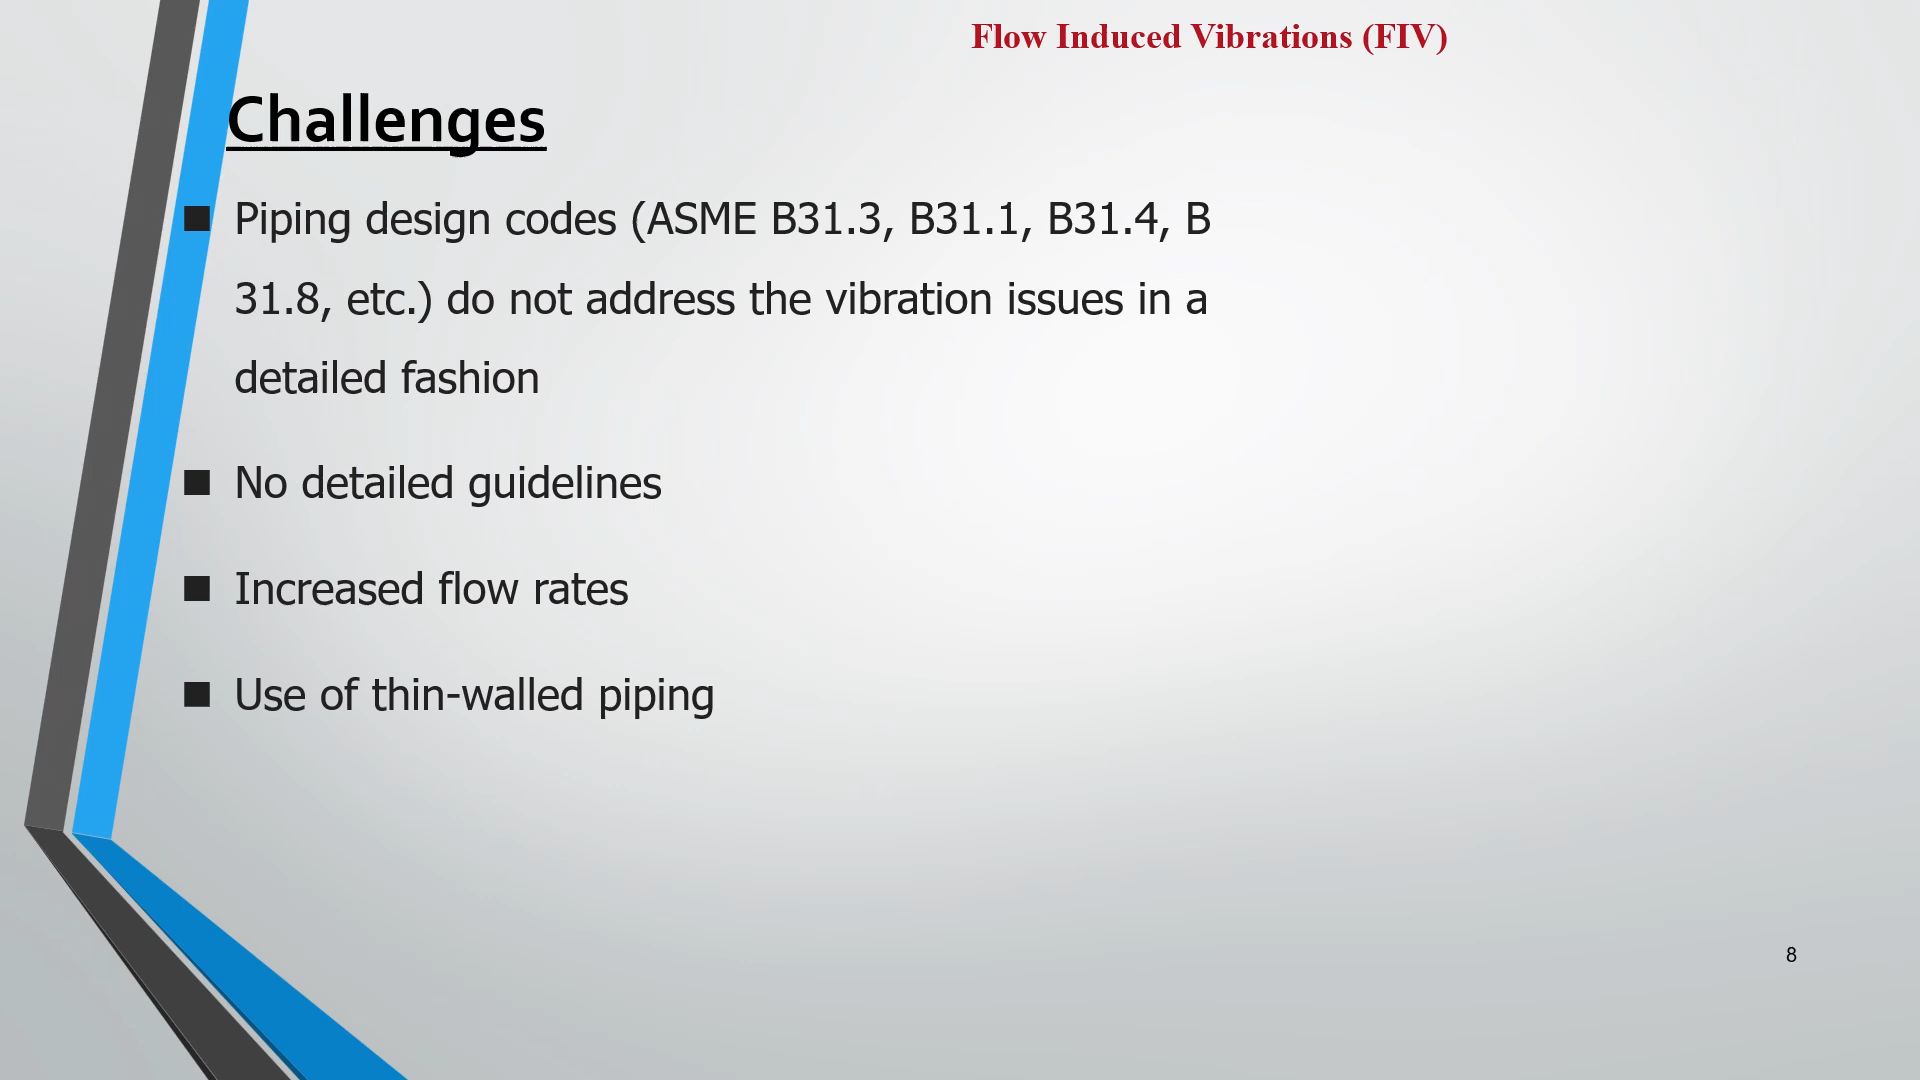 Flow Induced Vibrations (FIV)
Challenges
Piping design codes (ASME B31.3, B31.1, B31.4, B
31.8, etc.) do not address the vibration issues in a
detailed fashion
No detailed guidelines
Increased flow rates
Use of thin-walled piping
8